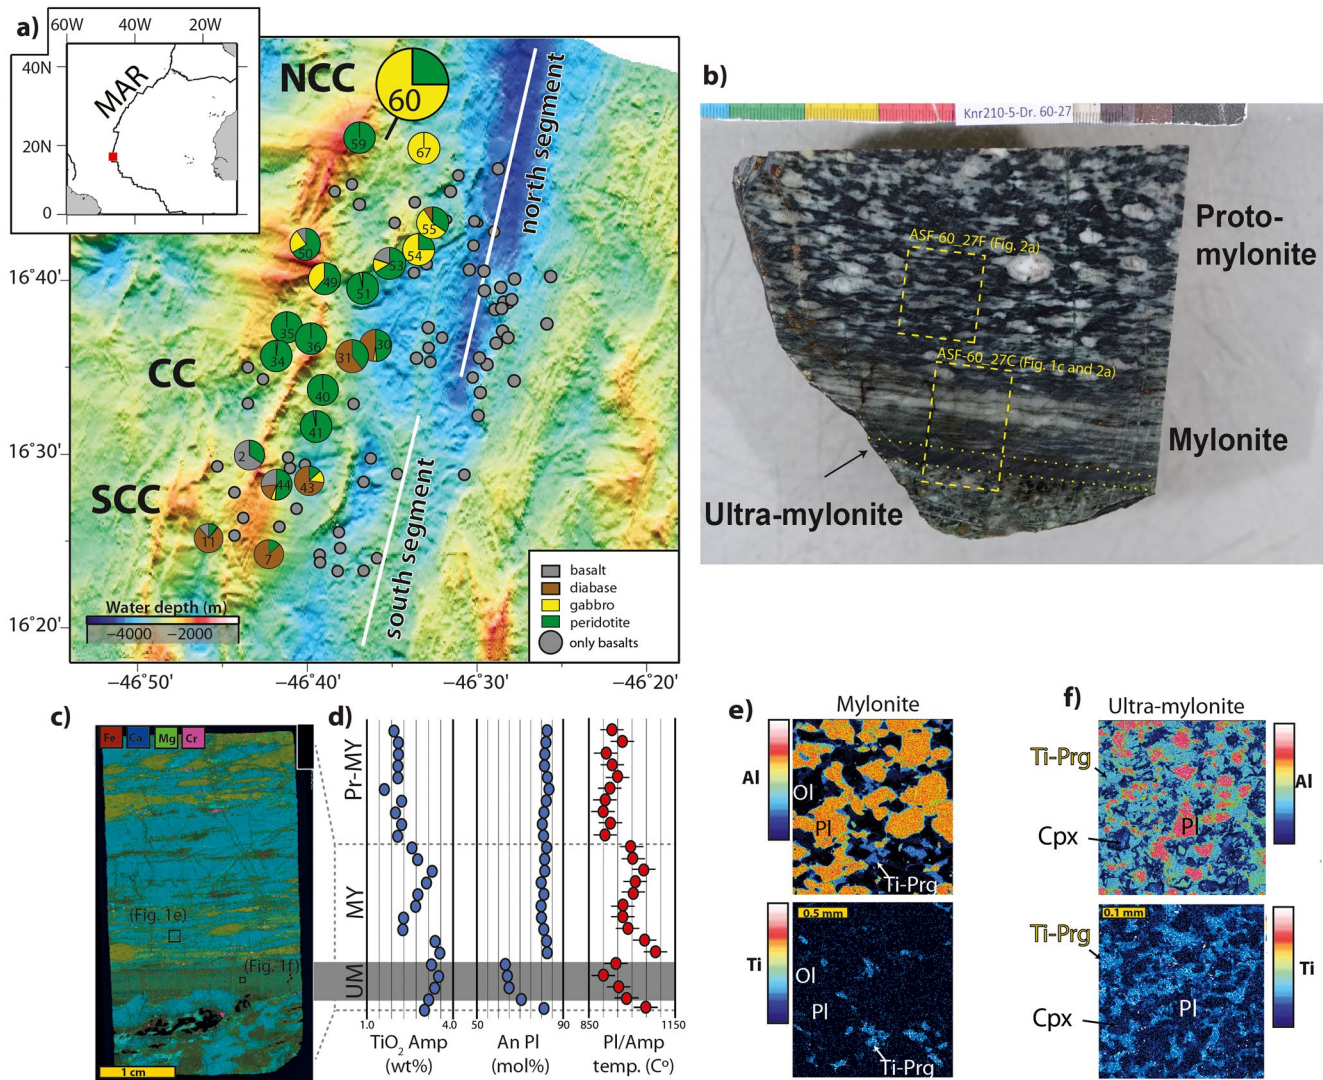 a)
60W
40W
20W
40N
20N
0
MAR
NCC
60
59
67
55
54
53
50
49
51
35
36
34
31
30
40
41
2
44
43
11
7
CC
SCC
north segment
south segment
16°40'
16°30'
16°20'
−46°50'
−46°40'
−46°30'
−46°20'
Water depth (m)
−4000
−2000
basalt
diabase
gabbro
peridotite
only basalts
b)
Knr210-5-Dr. 60-27
ASF-60_27F (Fig. 2a)
ASF-60_27C (Fig. 1c and 2a)
Proto-
mylonite
Mylonite
Ultra-mylonite
c)
Fe Ca Mg Cr
(Fig. 1e)
(Fig. 1f)
1 cm
d)
Pr-MY
MY
UM
1.0 4.0 50 90 850 1150
TiO2 Amp
(wt%)
An Pl
(mol%)
Pl/Amp
temp. (Cº)
e)
Mylonite
Al
Ol
Pl
Ti-Prg
Ti
0.5 mm
Ol
Pl
Ti-Prg
f)
Ultra-mylonite
Ti-Prg
Cpx
Pl
Al
0.1 mm
Ti-Prg
Cpx
Pl
Ti